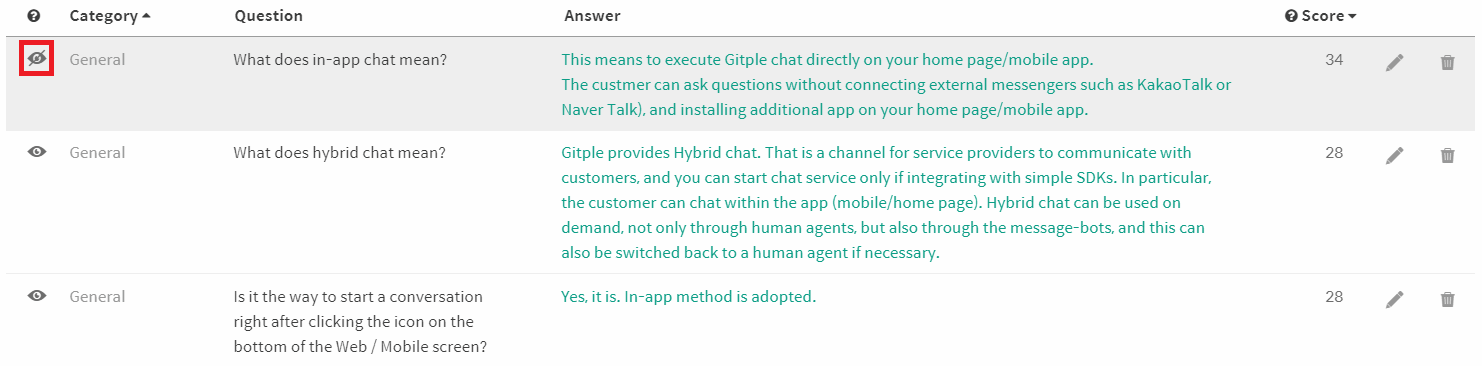 Category Question Answer Score
General What does in-app chat mean? This means to execute Gitple chat directly on your home page/mobile app. 34
The custmer can ask questions without connecting external messengers such as KakaoTalk or
Naver Talk), and installing additional app on your home page/mobile app.
General What does hybrid chat mean? Gitple provides Hybrid chat. That is a channel for service providers to communicate with 28
customers, and you can start chat service only if integrating with simple SDKs. In particular,
the customer can chat within the app (mobile/home page). Hybrid chat can be used on
demand, not only through human agents, but also through the message-bots, and this can
also be switched back to a human agent if necessary.
General Is it the way to start a conversation Yes, it is. In-app method is adopted. 28
right after clicking the icon on the
bottom of the Web / Mobile screen?